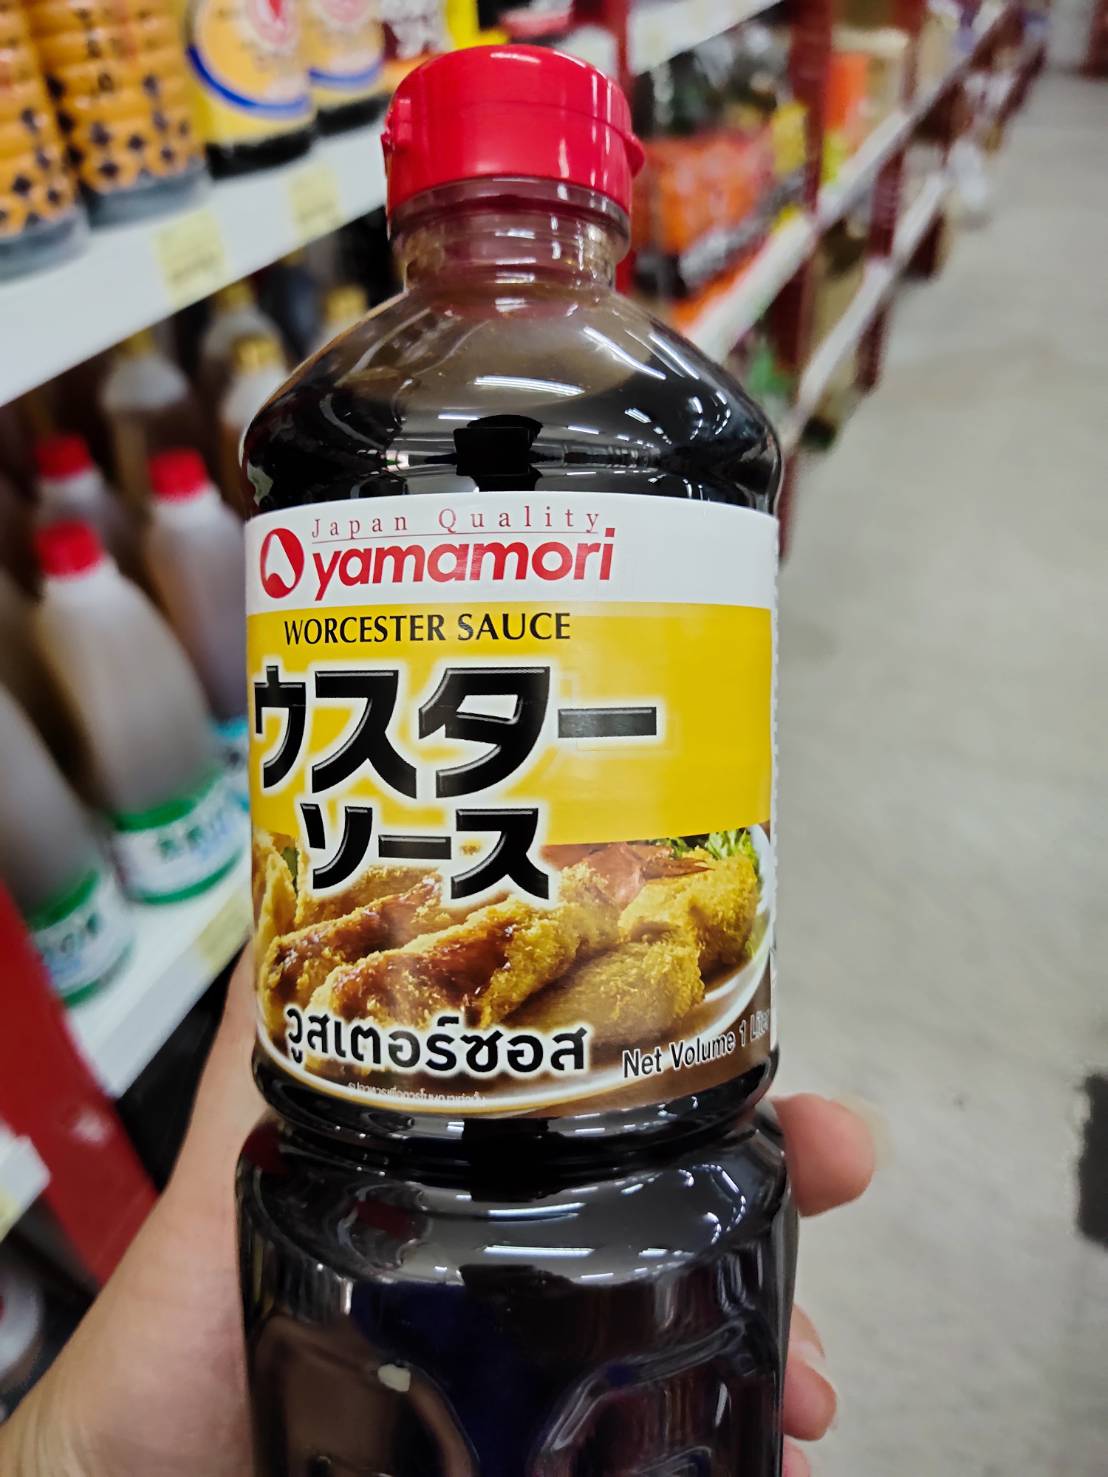 Japan Quality
yamamori
WORCESTER SAUCE
ウスター
ソース
วูสเตอร์ซอส
Net Volume 1 Liter